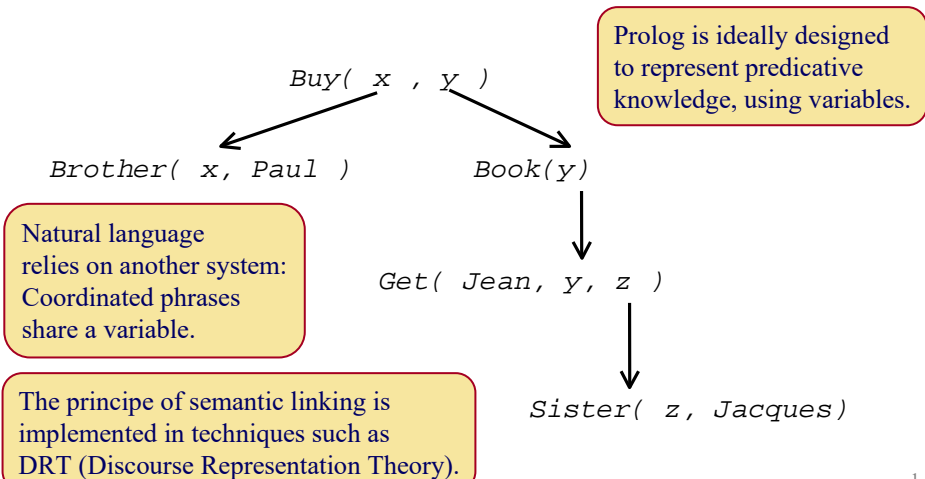 Prolog is ideally designed
to represent predicative
knowledge, using variables.
Buy( x , y )
Brother( x, Paul )
Book(y)
Natural language
relies on another system:
Coordinated phrases
share a variable.
Get( Jean, y, z )
The principe of semantic linking is
implemented in techniques such as
DRT (Discourse Representation Theory).
Sister( z, Jacques)
1